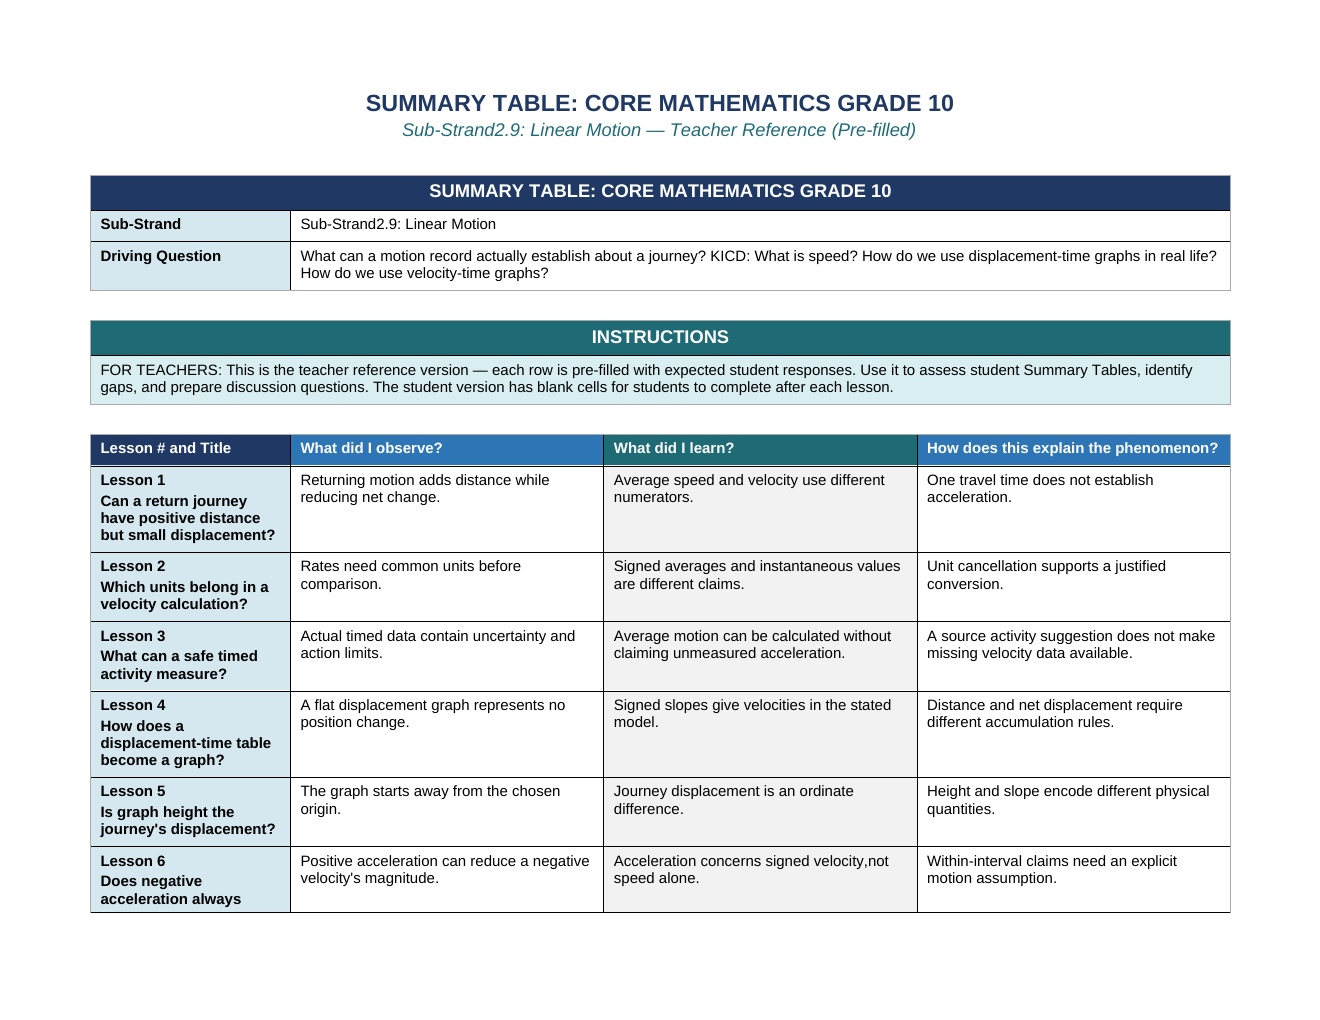 SUMMARY TABLE: CORE MATHEMATICS GRADE 10
Sub-Strand2.9: Linear Motion — Teacher Reference (Pre-filled)
SUMMARY TABLE: CORE MATHEMATICS GRADE 10
Sub-Strand
Sub-Strand2.9: Linear Motion
Driving Question
What can a motion record actually establish about a journey? KICD: What is speed? How do we use displacement-time graphs in real life?
How do we use velocity-time graphs?
INSTRUCTIONS
FOR TEACHERS: This is the teacher reference version — each row is pre-filled with expected student responses. Use it to assess student Summary Tables, identify
gaps, and prepare discussion questions. The student version has blank cells for students to complete after each lesson.
Lesson # and Title
What did I observe?
What did I learn?
How does this explain the phenomenon?
Lesson 1
Can a return journey
have positive distance
but small displacement?
Returning motion adds distance while
reducing net change.
Average speed and velocity use different
numerators.
One travel time does not establish
acceleration.
Lesson 2
Which units belong in a
velocity calculation?
Rates need common units before
comparison.
Signed averages and instantaneous values
are different claims.
Unit cancellation supports a justified
conversion.
Lesson 3
What can a safe timed
activity measure?
Actual timed data contain uncertainty and
action limits.
Average motion can be calculated without
claiming unmeasured acceleration.
A source activity suggestion does not make
missing velocity data available.
Lesson 4
How does a
displacement-time table
become a graph?
A flat displacement graph represents no
position change.
Signed slopes give velocities in the stated
model.
Distance and net displacement require
different accumulation rules.
Lesson 5
Is graph height the
journey's displacement?
The graph starts away from the chosen
origin.
Journey displacement is an ordinate
difference.
Height and slope encode different physical
quantities.
Lesson 6
Does negative
acceleration always
Positive acceleration can reduce a negative
velocity's magnitude.
Acceleration concerns signed velocity,not
speed alone.
Within-interval claims need an explicit
motion assumption.